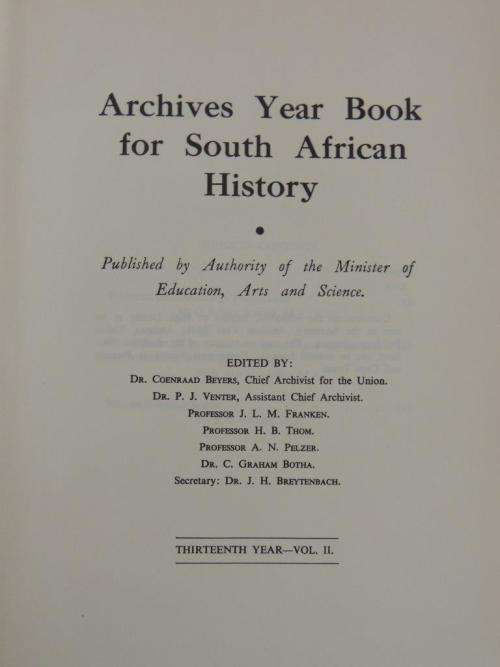 Archives Year Book
for South African
History
•
Published by Authority of the Minister of
Education, Arts and Science.
EDITED BY:
Dr. Coenraad Beyers, Chief Archivist for the Union.
Dr. P. J. Venter, Assistant Chief Archivist.
Professor J. L. M. Franken.
Professor H. B. Thom.
Professor A. N. Pelzer.
Dr. C. Graham Botha.
Secretary: Dr. J. H. Breytenbach.
THIRTEENTH YEAR—VOL. II.